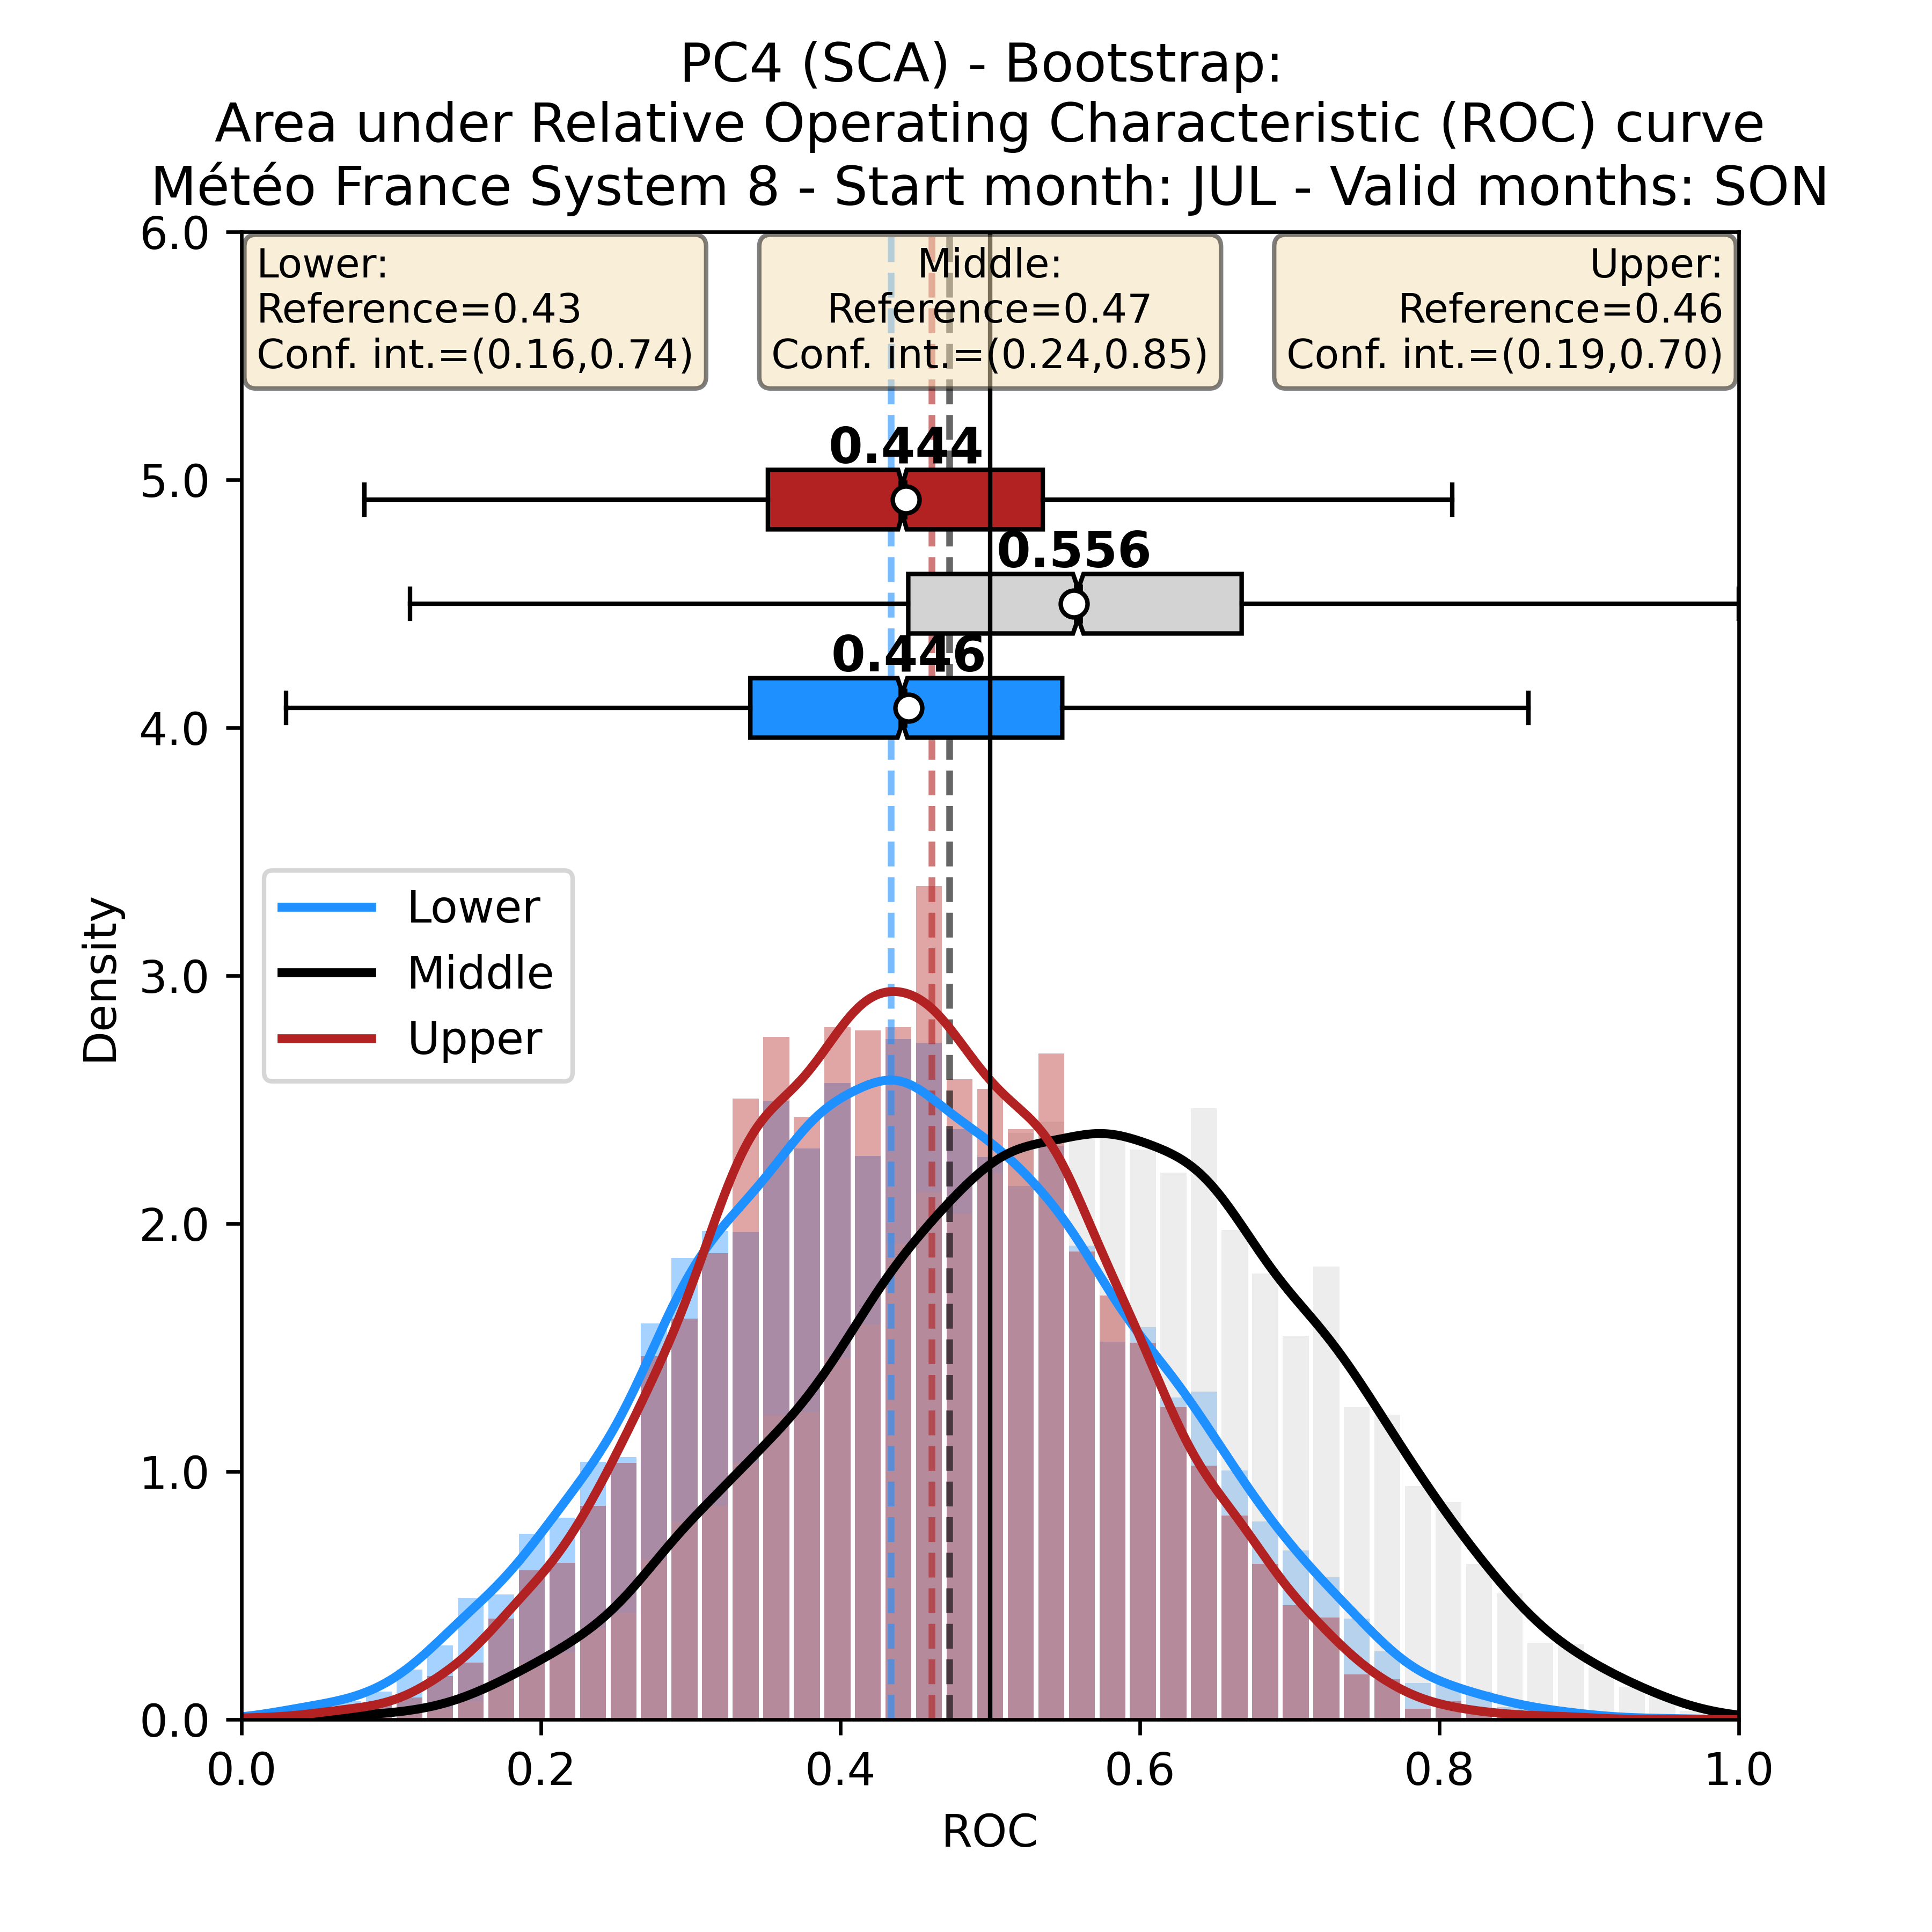 PC4 (SCA) - Bootstrap:
Area under Relative Operating Characteristic (ROC) curve
Météo France System 8 - Start month: JUL - Valid months: SON
6.0
Lower:
Reference=0.43
Conf. int.=(0.16,0.74)
Middle:
Reference=0.47
Conf. int.=(0.24,0.85)
Upper:
Reference=0.46
Conf. int.=(0.19,0.70)
0.444
5.0
0.556
0.446
4.0
Lower
Middle
Upper
Density
3.0
2.0
1.0
0.0
0.0
0.2
0.4
0.6
0.8
1.0
ROC